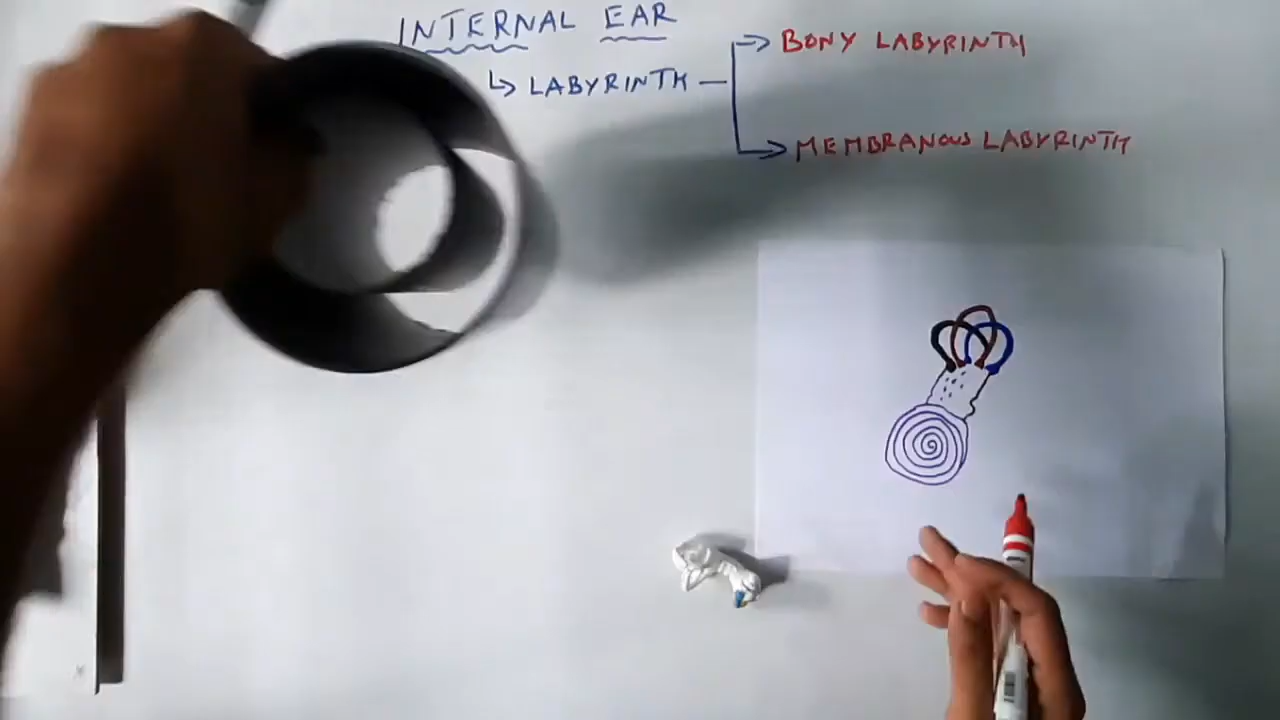 INTERNAL EAR
↳ LABYRINTH
BONY LABYRINTH
MEMBRANOUS LABYRINTH